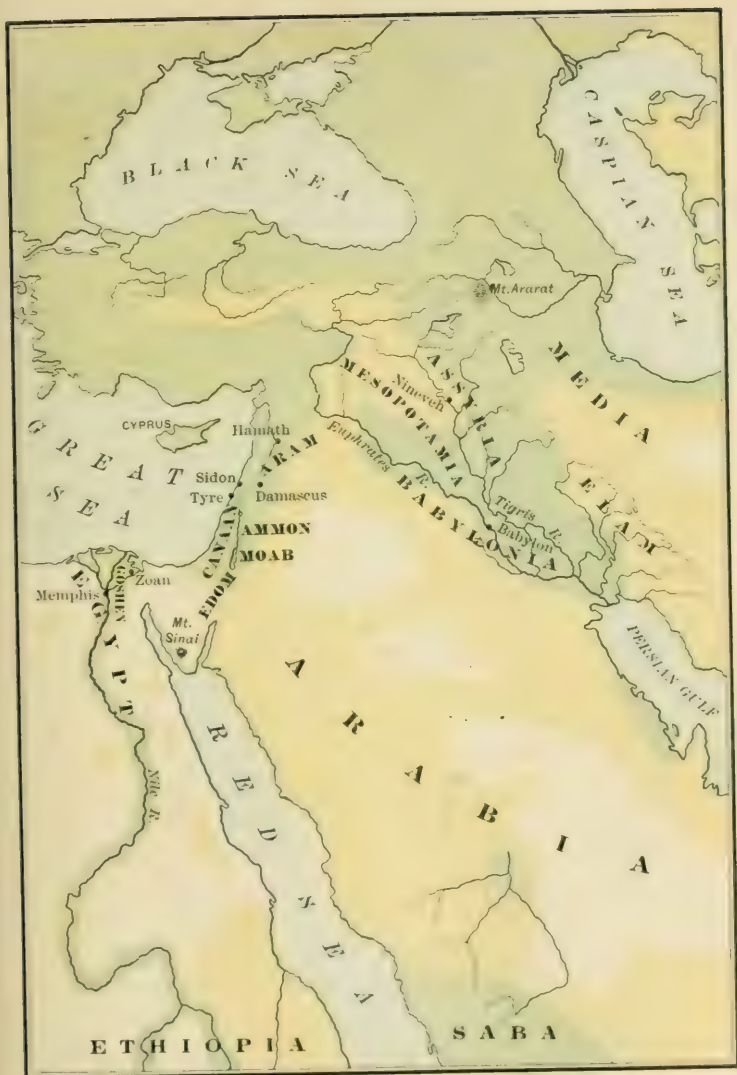 BLACK SEA
CASPIAN SEA
Mt. Ararat
MEDIA
ASSYRIA
MESOPOTAMIA
Nineveh
CYPRUS
GREAT
SEA
Hamath
ARAM
Euphrates R.
Sidon
Tyre
Damascus
BABYLONIA
Tigris R.
ELAM
Babylon
CANAAN
AMMON
MOAB
EDOM
Zoan
GOSHEN
Memphis
EGYPT
Mt.
Sinai
PERSIAN GULF
ARABIA
RED SEA
Nile R.
ETHIOPIA
SABA